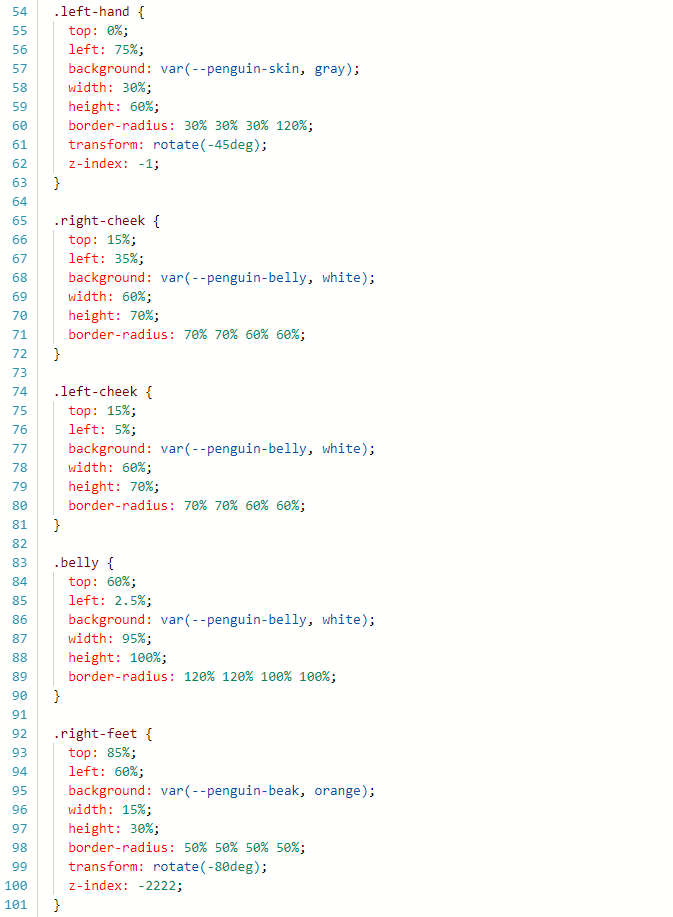 54 .left-hand {
55 top: 0%;
56 left: 75%;
57 background: var(--penguin-skin, gray);
58 width: 30%;
59 height: 60%;
60 border-radius: 30% 30% 30% 120%;
61 transform: rotate(-45deg);
62 z-index: -1;
63 }
64
65 .right-cheek {
66 top: 15%;
67 left: 35%;
68 background: var(--penguin-belly, white);
69 width: 60%;
70 height: 70%;
71 border-radius: 70% 70% 60% 60%;
72 }
73
74 .left-cheek {
75 top: 15%;
76 left: 5%;
77 background: var(--penguin-belly, white);
78 width: 60%;
79 height: 70%;
80 border-radius: 70% 70% 60% 60%;
81 }
82
83 .belly {
84 top: 60%;
85 left: 2.5%;
86 background: var(--penguin-belly, white);
87 width: 95%;
88 height: 100%;
89 border-radius: 120% 120% 100% 100%;
90 }
91
92 .right-feet {
93 top: 85%;
94 left: 60%;
95 background: var(--penguin-beak, orange);
96 width: 15%;
97 height: 30%;
98 border-radius: 50% 50% 50% 50%;
99 transform: rotate(-80deg);
100 z-index: -2222;
101 }